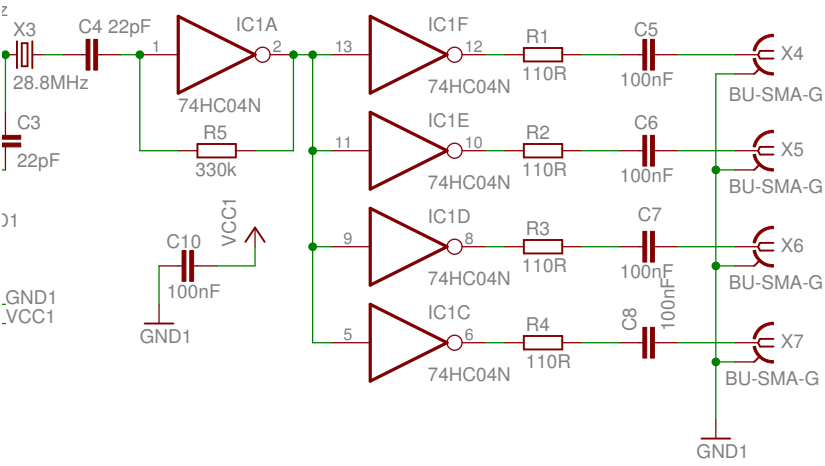 z
X3
C4 22pF
IC1A
1
2
28.8MHz
74HC04N
C3
22pF
R5
330k
IC1F
13
12
74HC04N
R1
110R
C5
100nF
X4
BU-SMA-G
IC1E
11
10
74HC04N
R2
110R
C6
100nF
X5
BU-SMA-G
D1
C10
100nF
VCC1
GND1
_GND1
_VCC1
IC1D
9
8
74HC04N
R3
110R
C7
100nF
X6
BU-SMA-G
IC1C
5
6
74HC04N
R4
110R
C8
100nF
X7
BU-SMA-G
GND1